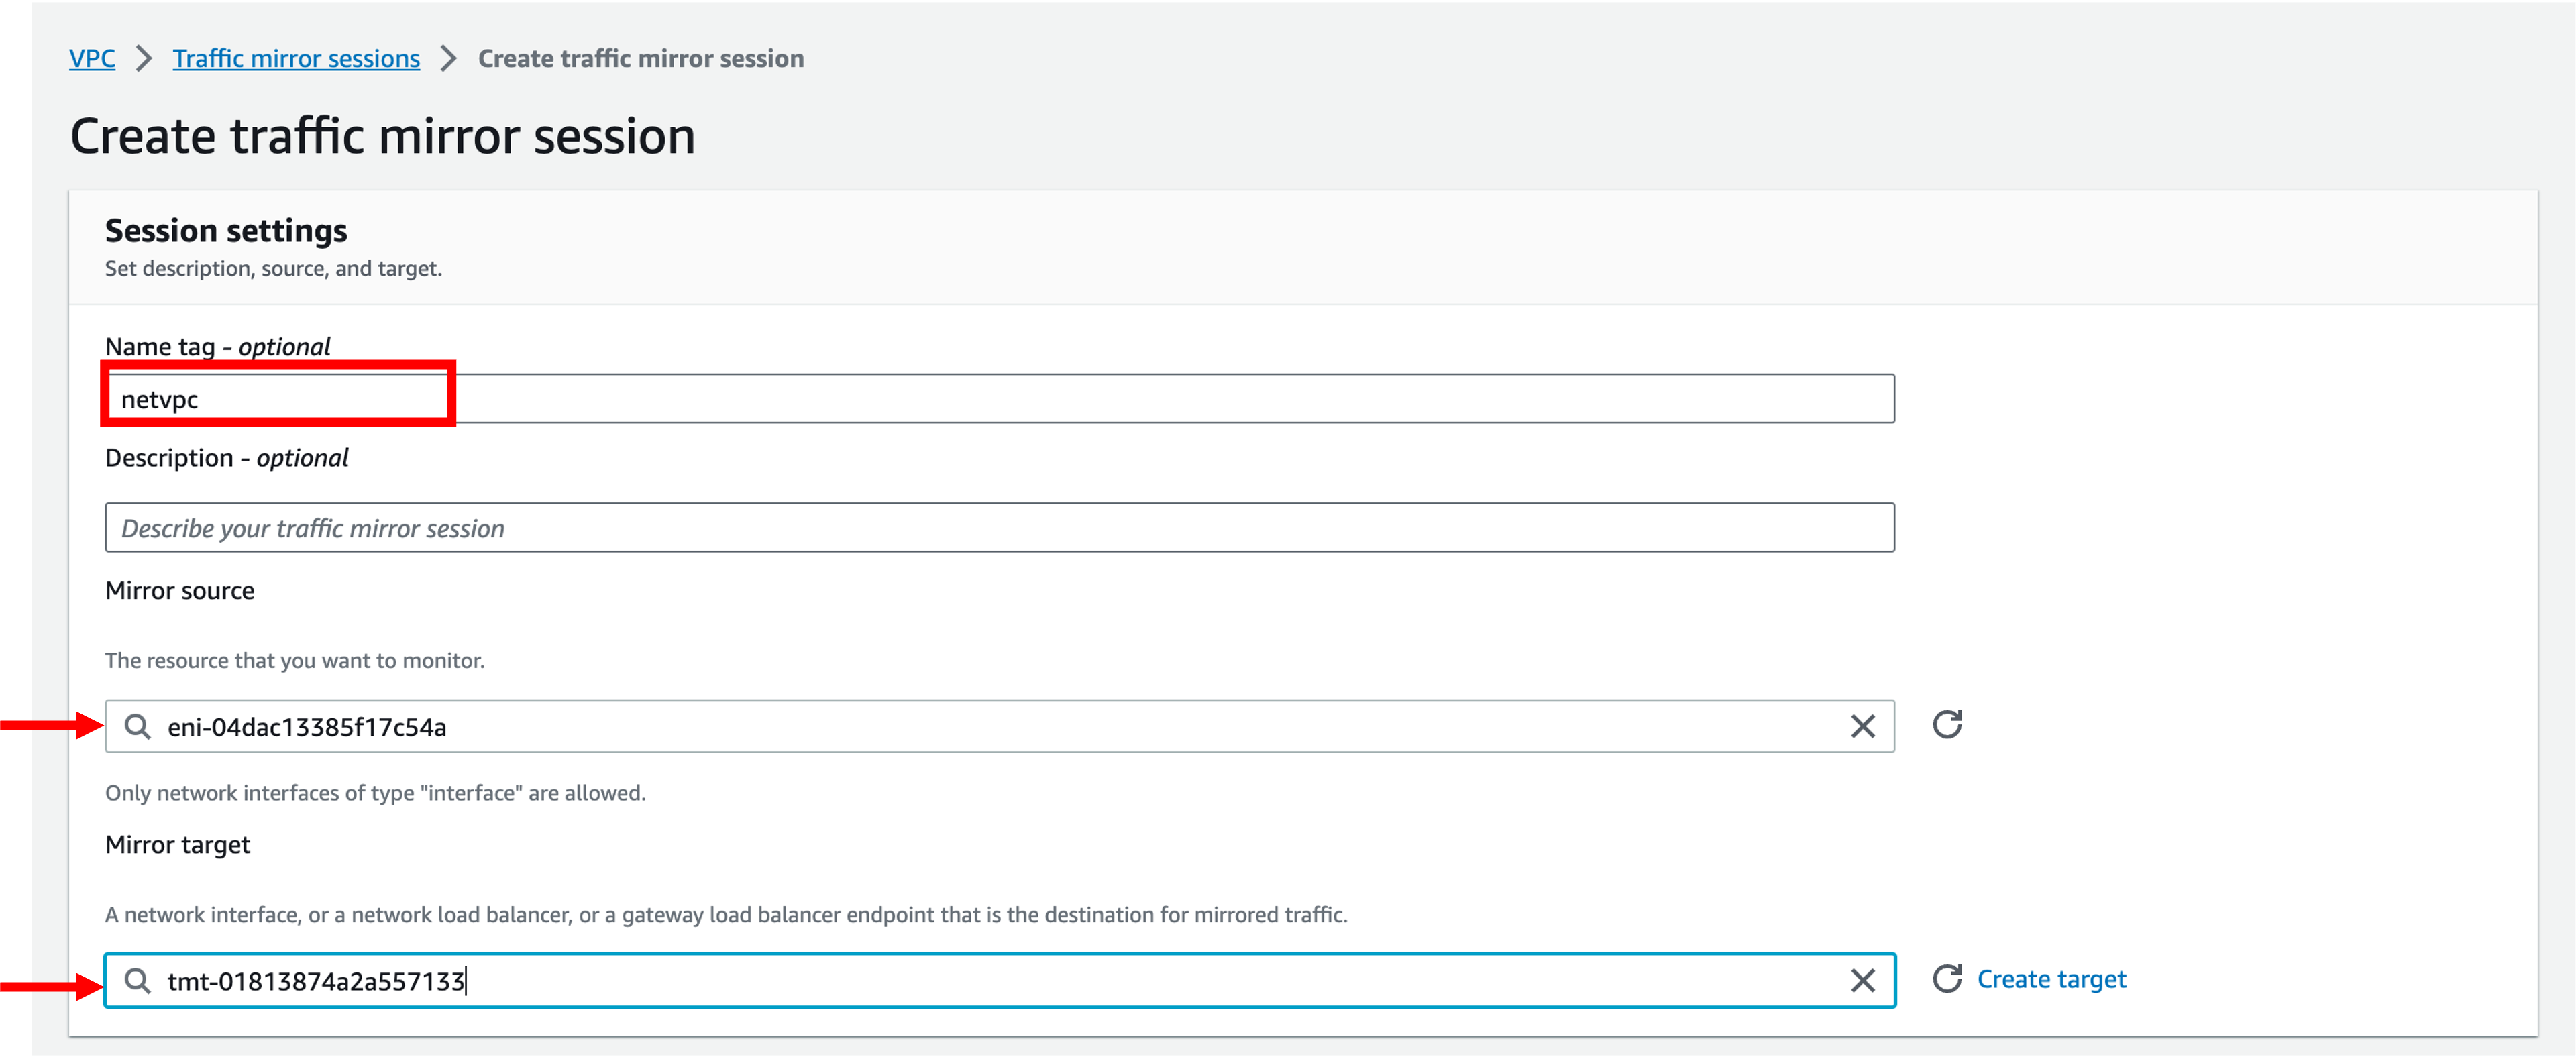 VPC > Traffic mirror sessions > Create traffic mirror session
Create traffic mirror session
Session settings
Set description, source, and target.
Name tag - optional
netvpc
Description - optional
Describe your traffic mirror session
Mirror source
The resource that you want to monitor.
eni-04dac13385f17c54a
Only network interfaces of type "interface" are allowed.
Mirror target
A network interface, or a network load balancer, or a gateway load balancer endpoint that is the destination for mirrored traffic.
tmt-01813874a2a557133
Create target